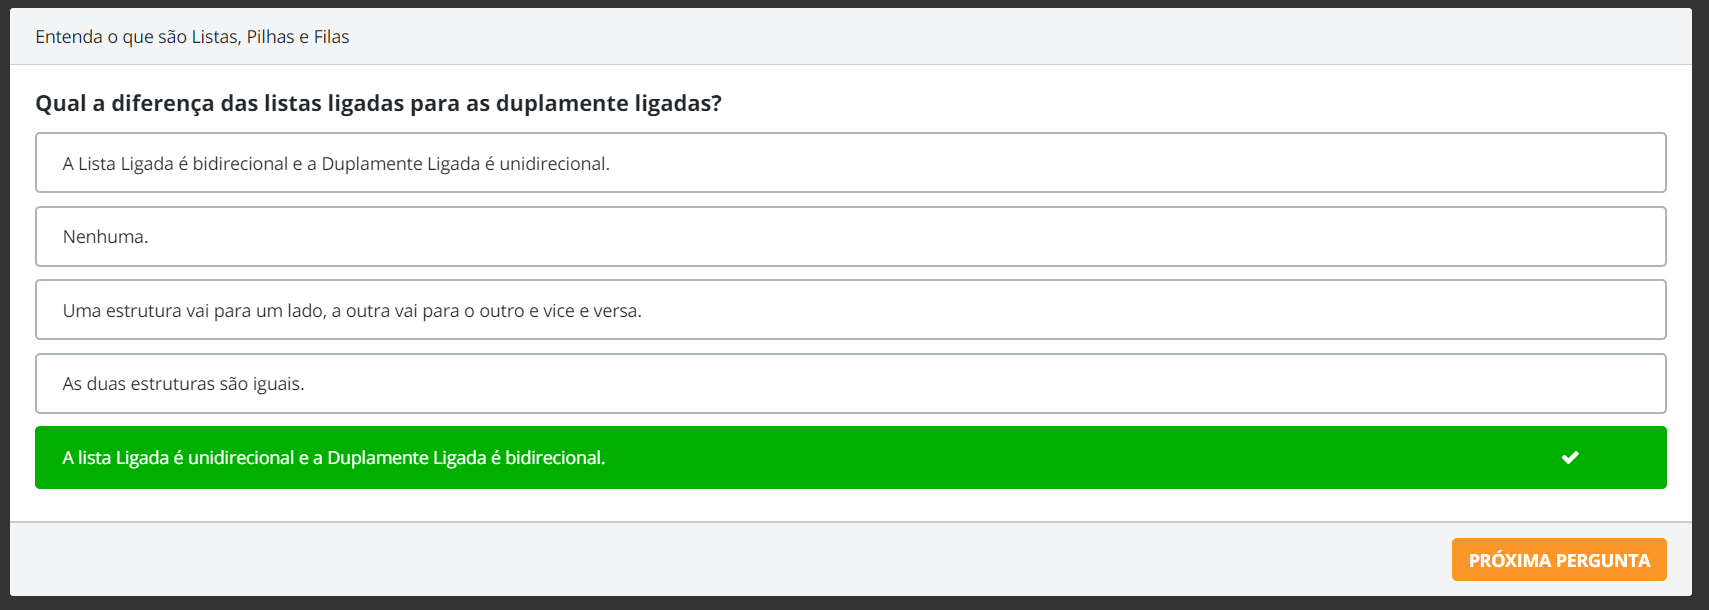 Entenda o que são Listas, Pilhas e Filas
Qual a diferença das listas ligadas para as duplamente ligadas?
A Lista Ligada é bidirecional e a Duplamente Ligada é unidirecional.
Nenhuma.
Uma estrutura vai para um lado, a outra vai para o outro e vice e versa.
As duas estruturas são iguais.
A lista Ligada é unidirecional e a Duplamente Ligada é bidirecional.
PRÓXIMA PERGUNTA